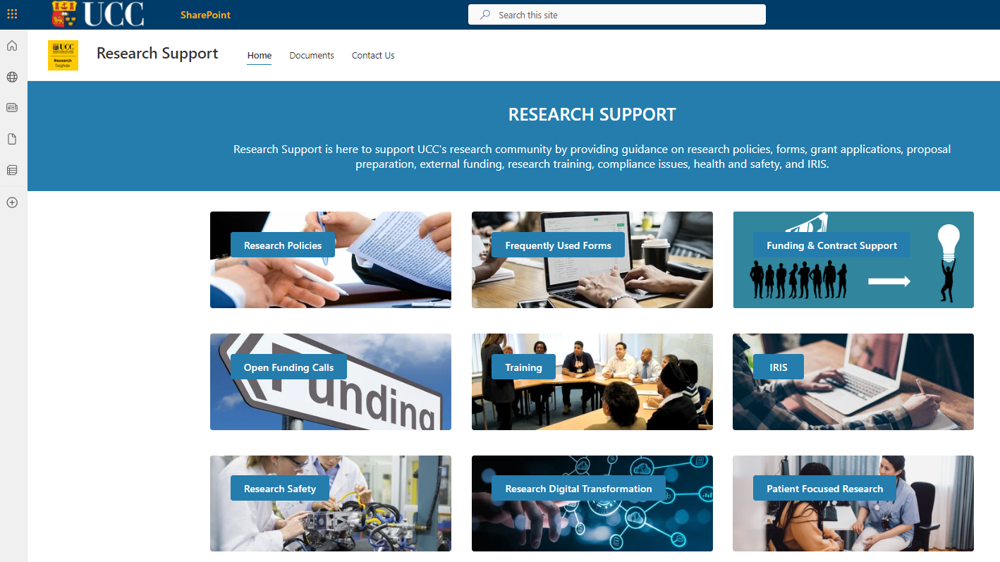 UCC
SharePoint
Search this site
UCC
Research
Taighde
Research Support
Home
Documents
Contact Us
RESEARCH SUPPORT
Research Support is here to support UCC's research community by providing guidance on research policies, forms, grant applications, proposal
preparation, external funding, research training, compliance issues, health and safety, and IRIS.
Research Policies
Frequently Used Forms
Funding & Contract Support
Open Funding Calls
Funding
Training
IRIS
Research Safety
Research Digital Transformation
Patient Focused Research